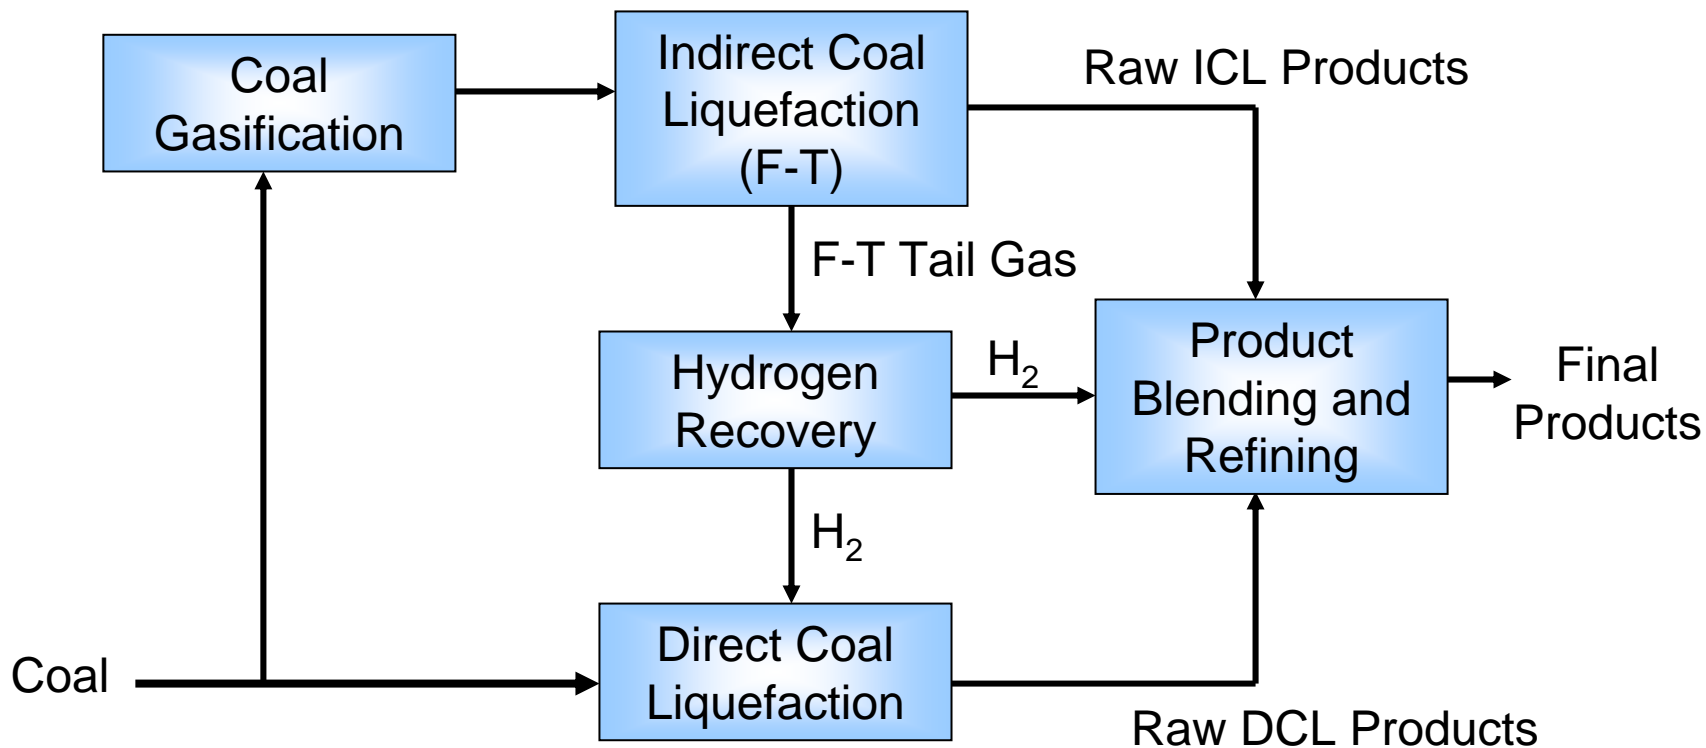 Coal
Gasification
Indirect Coal
Liquefaction
(F-T)
Raw ICL Products
F-T Tail Gas
Hydrogen
Recovery
H₂
Product
Blending and
Refining
Final
Products
H₂
Coal
Direct Coal
Liquefaction
Raw DCL Products